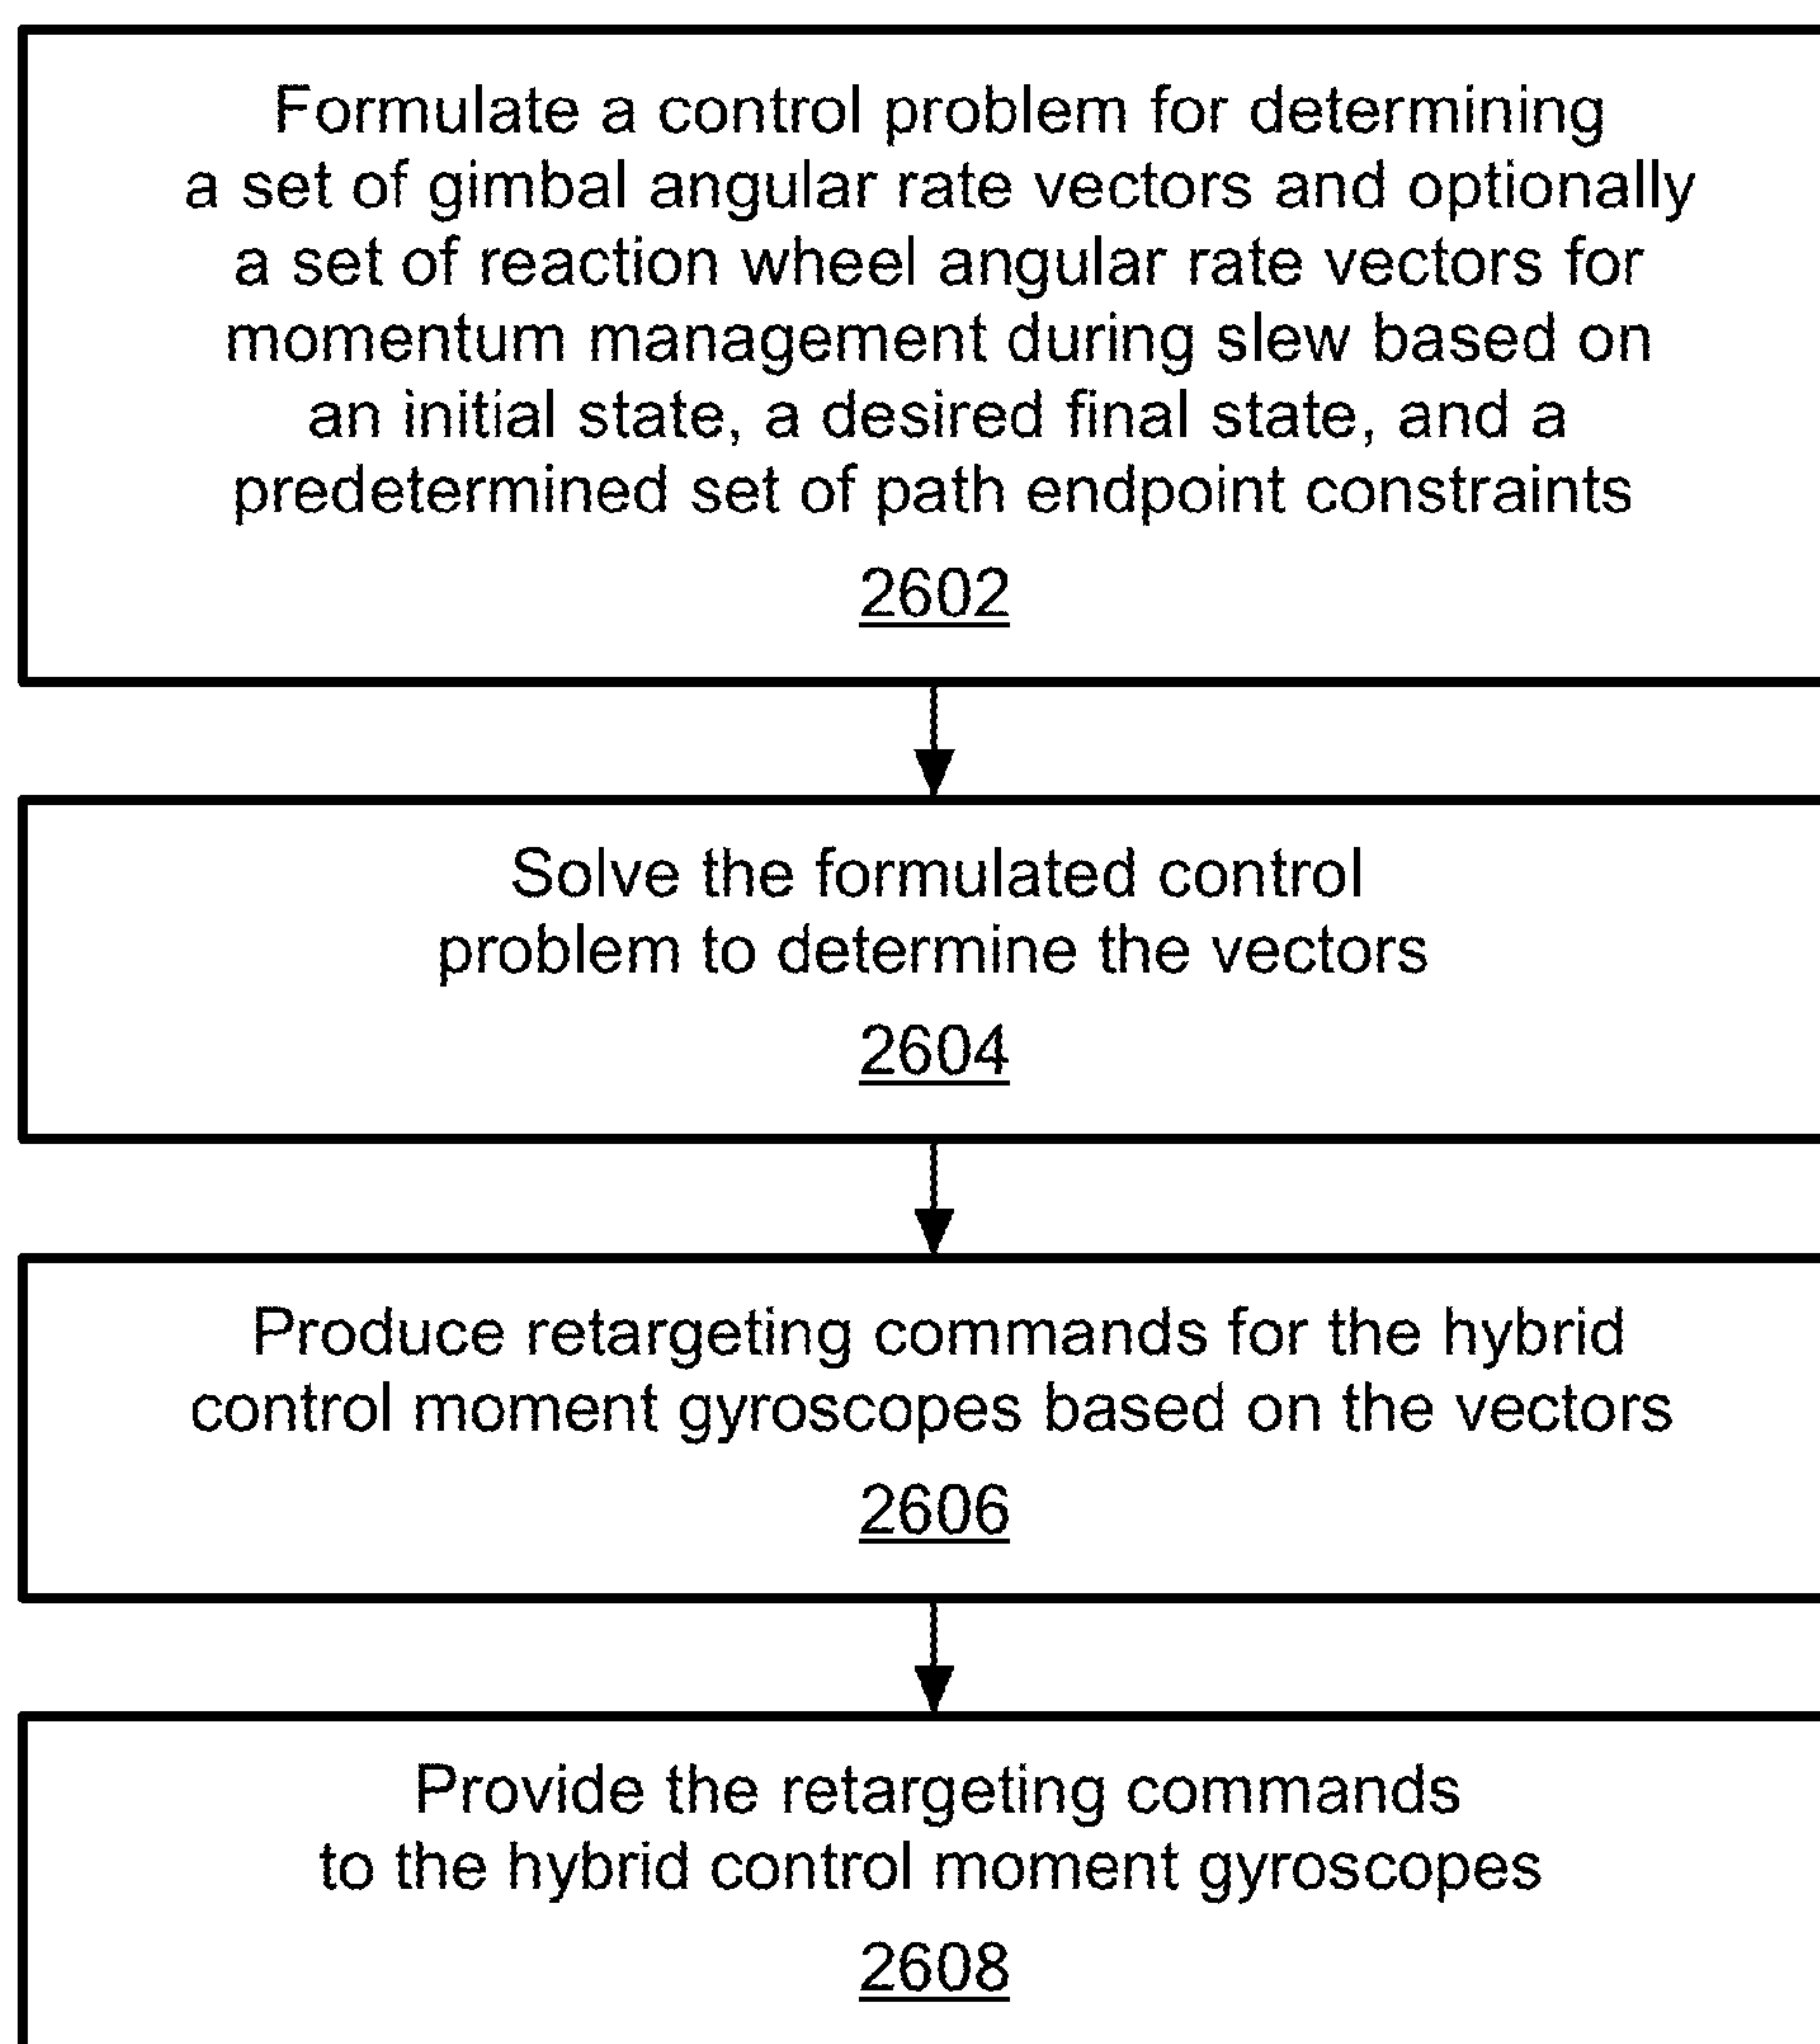 Formulate a control problem for determining
a set of gimbal angular rate vectors and optionally
a set of reaction wheel angular rate vectors for
momentum management during slew based on
an initial state, a desired final state, and a
predetermined set of path endpoint constraints
2602
Solve the formulated control
problem to determine the vectors
2604
Produce retargeting commands for the hybrid
control moment gyroscopes based on the vectors
2606
Provide the retargeting commands
to the hybrid control moment gyroscopes
2608